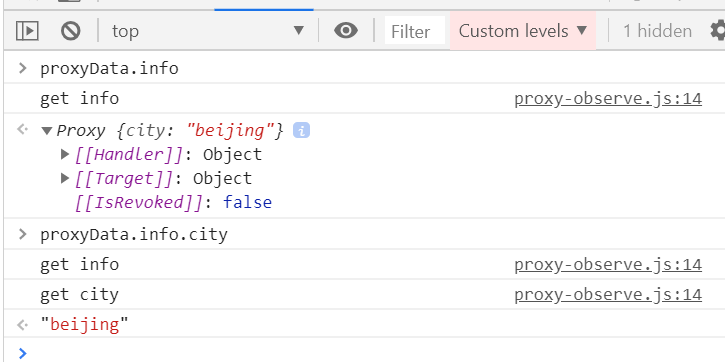 top Filter Custom levels 1 hidden
proxyData.info
get info proxy-observe.js:14
Proxy {city: "beijing"} i
[[Handler]]: Object
[[Target]]: Object
[[IsRevoked]]: false
proxyData.info.city
get info proxy-observe.js:14
get city proxy-observe.js:14
"beijing"